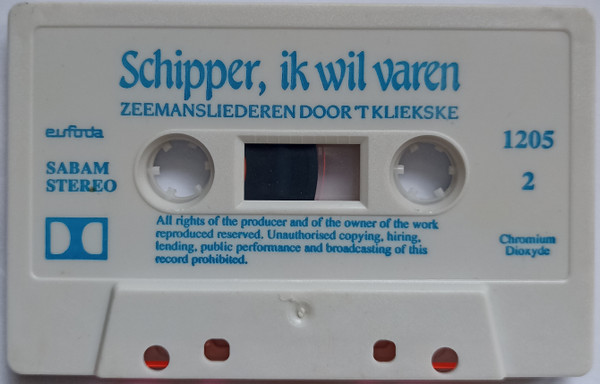 Schipper, ik wil varen
ZEEMANSLIEDEREN DOOR 'T KLIEKSKE
eufoda
1205
SABAM
STEREO
2
All rights of the producer and of the owner of the work
reproduced reserved. Unauthorised copying, hiring,
lending, public performance and broadcasting of this
record prohibited.
Chromium
Dioxyde